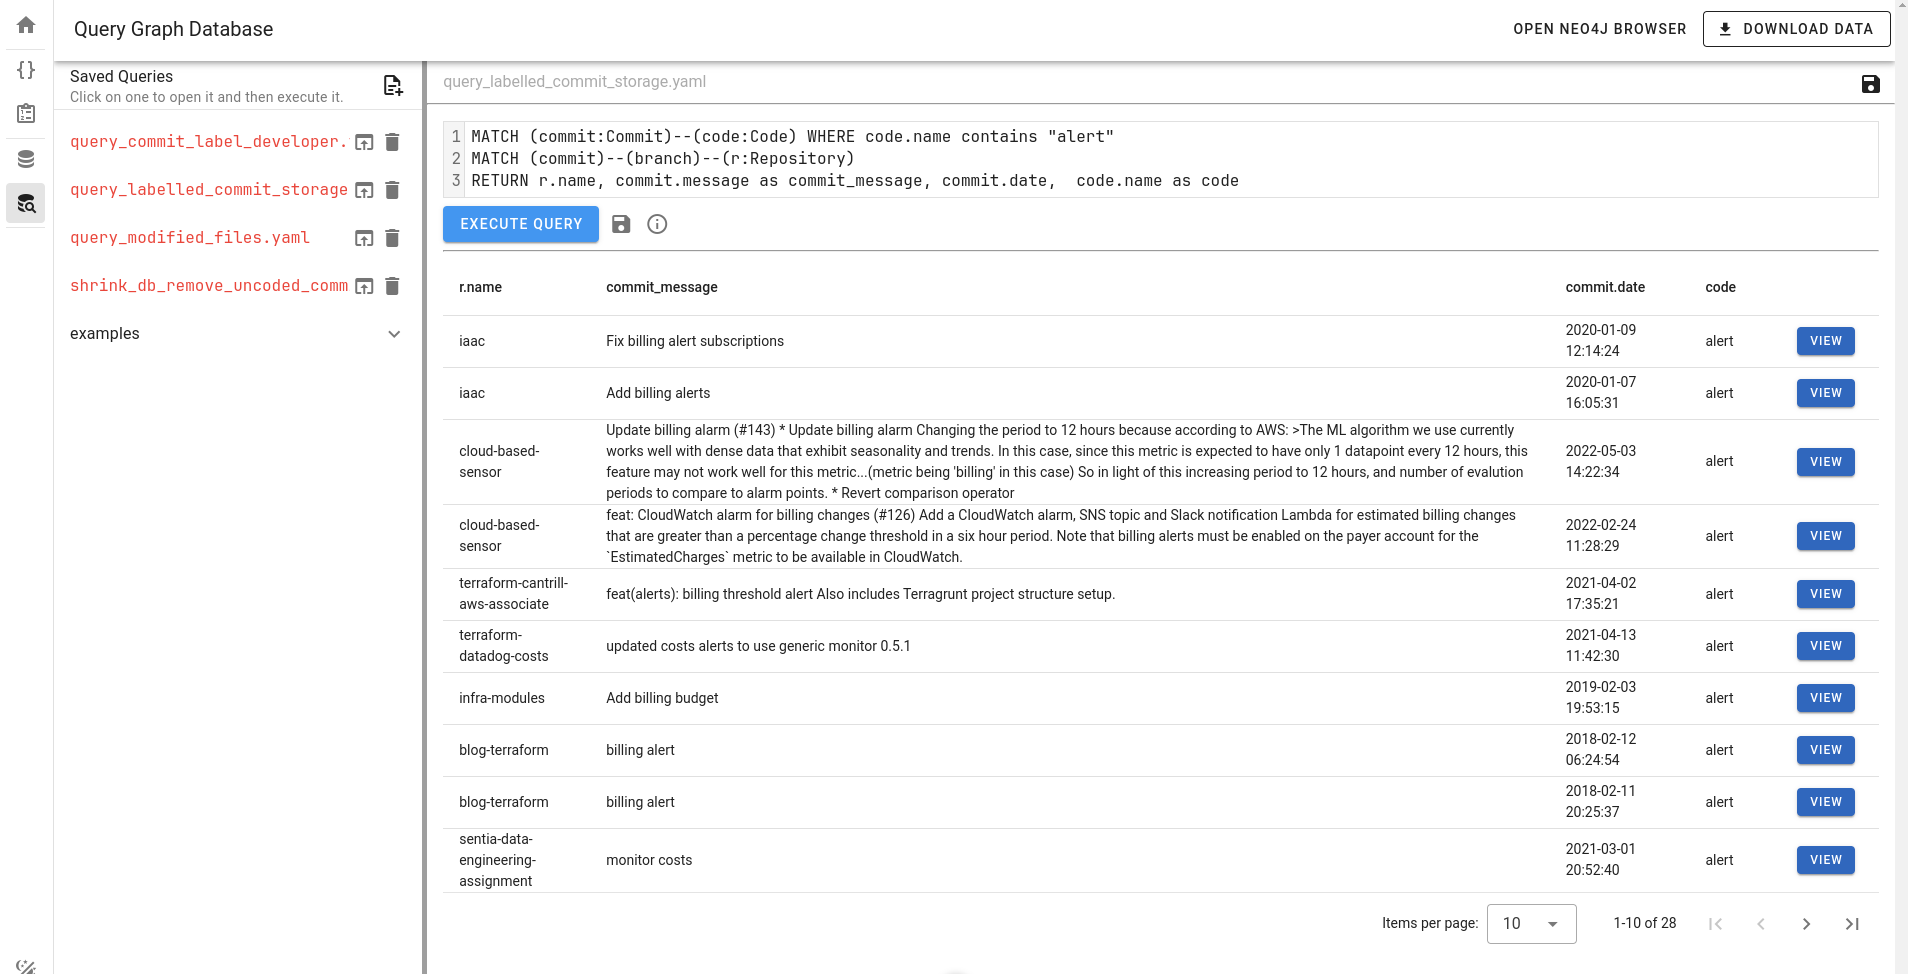 Query Graph Database
OPEN NEO4J BROWSER
DOWNLOAD DATA
Saved Queries
Click on one to open it and then execute it.
query_commit_label_developer.
query_labelled_commit_storage
query_modified_files.yaml
shrink_db_remove_uncoded_comm
examples
query_labelled_commit_storage.yaml
1 MATCH (commit:Commit)--(code:Code) WHERE code.name contains "alert"
2 MATCH (commit)--(branch)--(r:Repository)
3 RETURN r.name, commit.message as commit_message, commit.date,  code.name as code
EXECUTE QUERY
r.name commit_message commit.date code
iaac
Fix billing alert subscriptions
2020-01-09
12:14:24
alert
VIEW
iaac
Add billing alerts
2020-01-07
16:05:31
alert
VIEW
cloud-based-
sensor
Update billing alarm (#143) * Update billing alarm Changing the period to 12 hours because according to AWS: >The ML algorithm we use currently
works well with dense data that exhibit seasonality and trends. In this case, since this metric is expected to have only 1 datapoint every 12 hours, this
feature may not work well for this metric...(metric being 'billing' in this case) So in light of this increasing period to 12 hours, and number of evalution
periods to compare to alarm points. * Revert comparison operator
2022-05-03
14:22:34
alert
VIEW
cloud-based-
sensor
feat: CloudWatch alarm for billing changes (#126) Add a CloudWatch alarm, SNS topic and Slack notification Lambda for estimated billing changes
that are greater than a percentage change threshold in a six hour period. Note that billing alerts must be enabled on the payer account for the
`EstimatedCharges` metric to be available in CloudWatch.
2022-02-24
11:28:29
alert
VIEW
terraform-cantrill-
aws-associate
feat(alerts): billing threshold alert Also includes Terragrunt project structure setup.
2021-04-02
17:35:21
alert
VIEW
terraform-
datadog-costs
updated costs alerts to use generic monitor 0.5.1
2021-04-13
11:42:30
alert
VIEW
infra-modules
Add billing budget
2019-02-03
19:53:15
alert
VIEW
blog-terraform
billing alert
2018-02-12
06:24:54
alert
VIEW
blog-terraform
billing alert
2018-02-11
20:25:37
alert
VIEW
sentia-data-
engineering-
assignment
monitor costs
2021-03-01
20:52:40
alert
VIEW
Items per page: 10 1-10 of 28